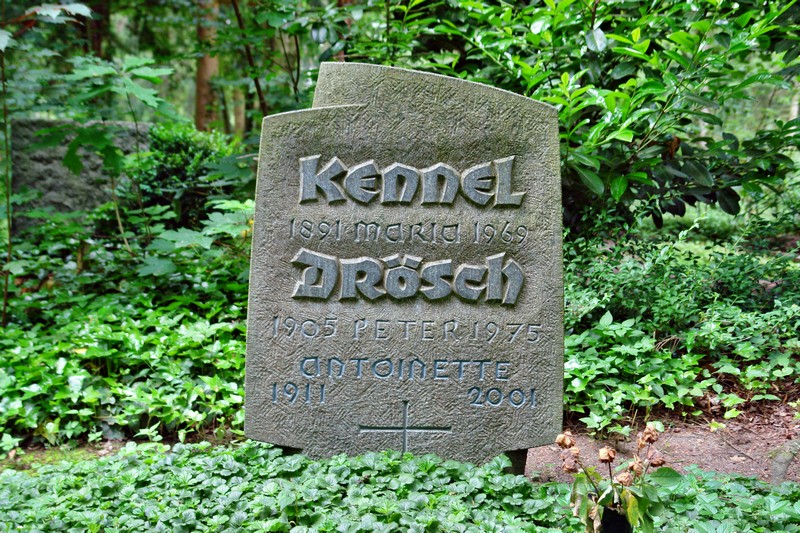 KENNEL
1891 MARIA 1969
DRÖSCH
1905 PETER 1975
ANTOINETTE
1911 2001